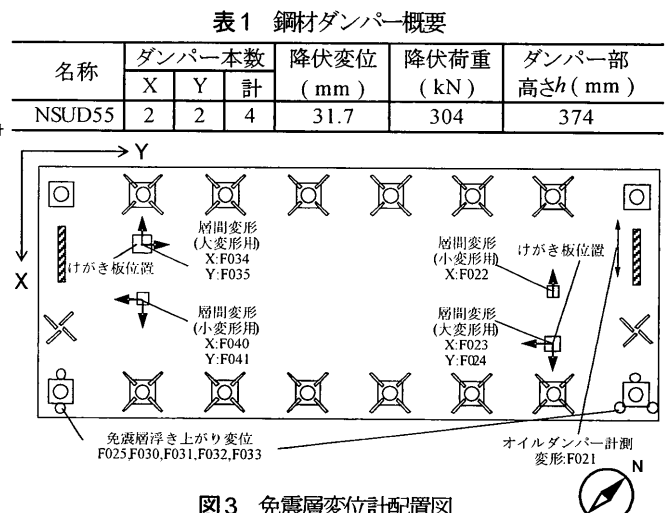 表1 鋼材ダンパー概要
名称 ダンパー本数 降伏変位 降伏荷重 ダンパー部
X Y 計 (mm) (kN) 高さh(mm)
NSUD55 2 2 4 31.7 304 374
Y
X
層間変形
(大変形用)
X:F034
Y:F035
けがき板位置
層間変形
(小変形用)
X:F040
Y:F041
層間変形
(小変形用)
X:F022
けがき板位置
層間変形
(大変形用)
X:F023
Y:F024
免震層浮き上がり変位
F025,F030,F031,F032,F033
オイルダンパー計測
変形:F021
N
図3 免震層変位計配置図